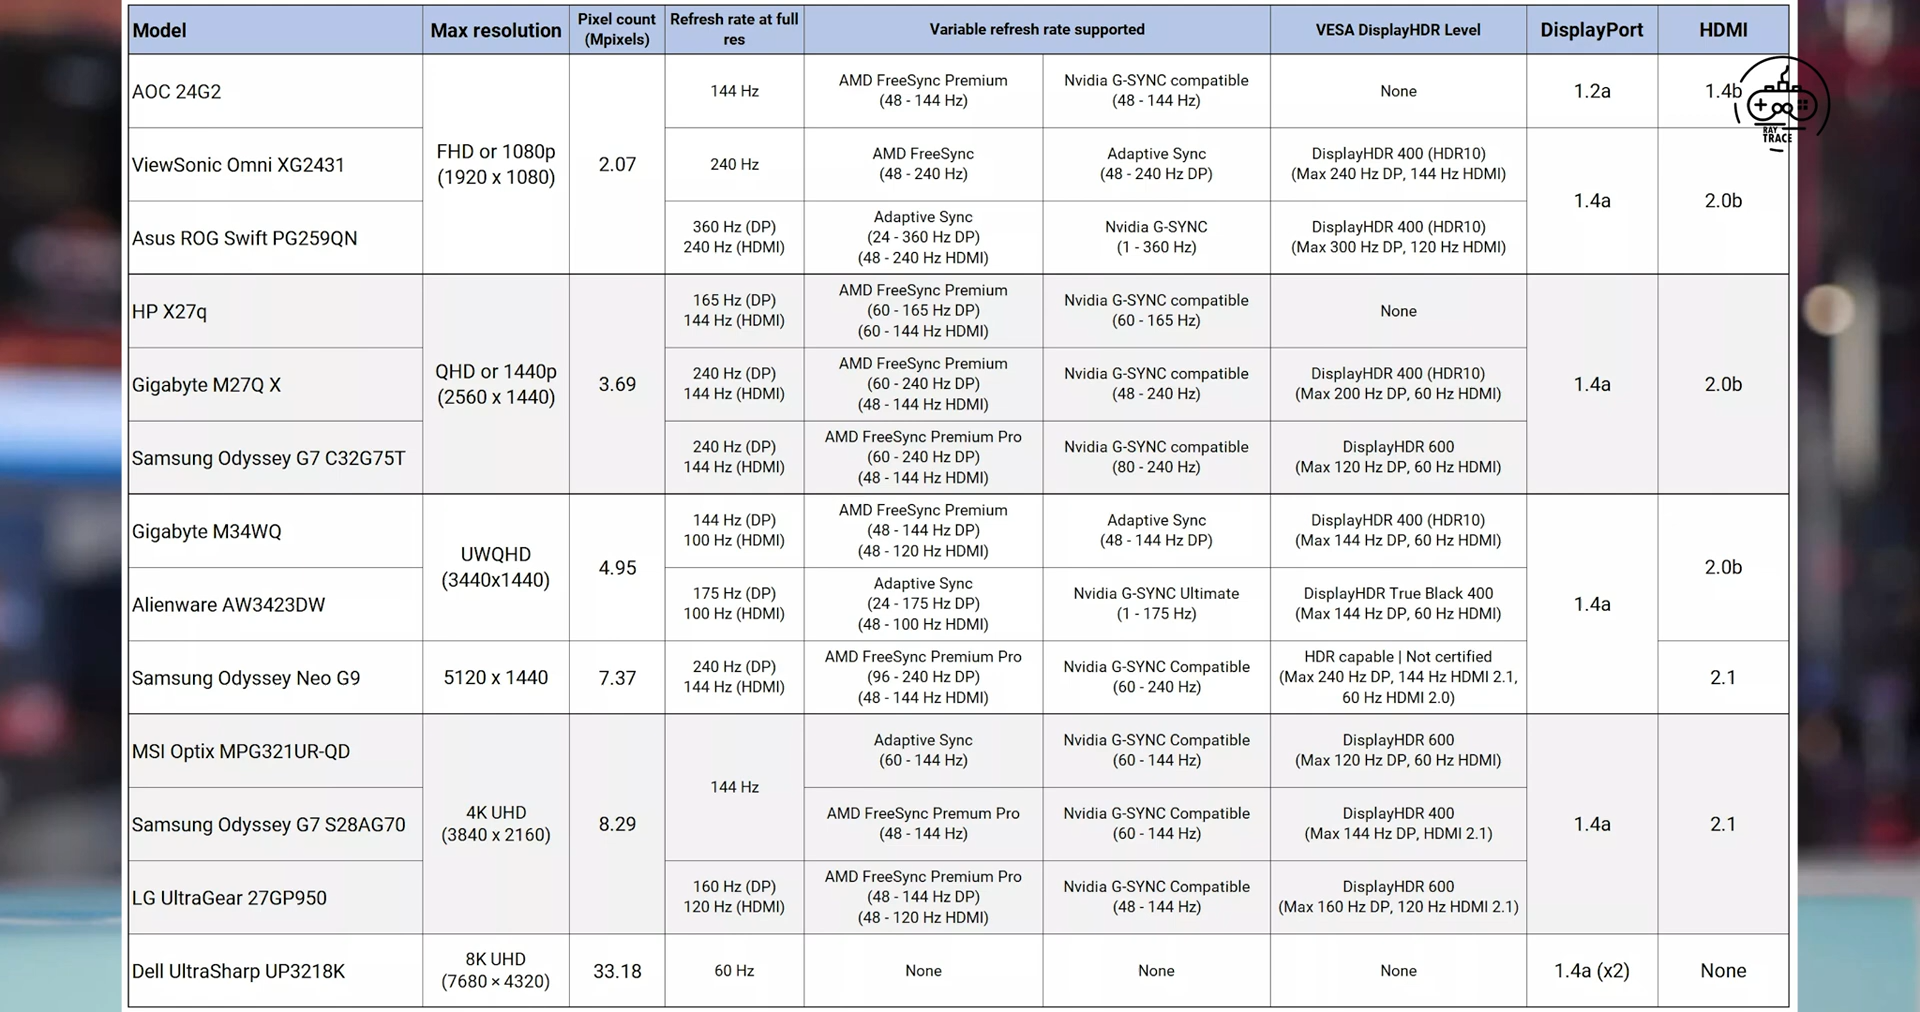 Model
Max resolution
Pixel count
(Mpixels)
Refresh rate at full
res
Variable refresh rate supported
VESA DisplayHDR Level
DisplayPort
HDMI
AOC 24G2
FHD or 1080p
(1920 x 1080)
2.07
144 Hz
AMD FreeSync Premium
(48 - 144 Hz)
Nvidia G-SYNC compatible
(48 - 144 Hz)
None
1.2a
1.4b
RAY
TRACE
ViewSonic Omni XG2431
240 Hz
AMD FreeSync
(48 - 240 Hz)
Adaptive Sync
(48 - 240 Hz DP)
DisplayHDR 400 (HDR10)
(Max 240 Hz DP, 144 Hz HDMI)
1.4a
2.0b
Asus ROG Swift PG259QN
360 Hz (DP)
240 Hz (HDMI)
Adaptive Sync
(24 - 360 Hz DP)
(48 - 240 Hz HDMI)
Nvidia G-SYNC
(1 - 360 Hz)
DisplayHDR 400 (HDR10)
(Max 300 Hz DP, 120 Hz HDMI)
HP X27q
QHD or 1440p
(2560 x 1440)
3.69
165 Hz (DP)
144 Hz (HDMI)
AMD FreeSync Premium
(60 - 165 Hz DP)
(60 - 144 Hz HDMI)
Nvidia G-SYNC compatible
(60 - 165 Hz)
None
1.4a
2.0b
Gigabyte M27Q X
240 Hz (DP)
144 Hz (HDMI)
AMD FreeSync Premium
(60 - 240 Hz DP)
(48 - 144 Hz HDMI)
Nvidia G-SYNC compatible
(48 - 240 Hz)
DisplayHDR 400 (HDR10)
(Max 200 Hz DP, 60 Hz HDMI)
Samsung Odyssey G7 C32G75T
240 Hz (DP)
144 Hz (HDMI)
AMD FreeSync Premium Pro
(60 - 240 Hz DP)
(48 - 144 Hz HDMI)
Nvidia G-SYNC compatible
(80 - 240 Hz)
DisplayHDR 600
(Max 120 Hz DP, 60 Hz HDMI)
Gigabyte M34WQ
UWQHD
(3440x1440)
4.95
144 Hz (DP)
100 Hz (HDMI)
AMD FreeSync Premium
(48 - 144 Hz DP)
(48 - 120 Hz HDMI)
Adaptive Sync
(48 - 144 Hz DP)
DisplayHDR 400 (HDR10)
(Max 144 Hz DP, 60 Hz HDMI)
1.4a
2.0b
Alienware AW3423DW
175 Hz (DP)
100 Hz (HDMI)
Adaptive Sync
(24 - 175 Hz DP)
(48 - 100 Hz HDMI)
Nvidia G-SYNC Ultimate
(1 - 175 Hz)
DisplayHDR True Black 400
(Max 144 Hz DP, 60 Hz HDMI)
Samsung Odyssey Neo G9
5120 x 1440
7.37
240 Hz (DP)
144 Hz (HDMI)
AMD FreeSync Premium Pro
(96 - 240 Hz DP)
(48 - 144 Hz HDMI)
Nvidia G-SYNC Compatible
(60 - 240 Hz)
HDR capable | Not certified
(Max 240 Hz DP, 144 Hz HDMI 2.1,
60 Hz HDMI 2.0)
2.1
MSI Optix MPG321UR-QD
4K UHD
(3840 x 2160)
8.29
144 Hz
Adaptive Sync
(60 - 144 Hz)
Nvidia G-SYNC Compatible
(60 - 144 Hz)
DisplayHDR 600
(Max 120 Hz DP, 60 Hz HDMI)
1.4a
2.1
Samsung Odyssey G7 S28AG70
AMD FreeSync Premum Pro
(48 - 144 Hz)
Nvidia G-SYNC Compatible
(60 - 144 Hz)
DisplayHDR 400
(Max 144 Hz DP, HDMI 2.1)
LG UltraGear 27GP950
160 Hz (DP)
120 Hz (HDMI)
AMD FreeSync Premium Pro
(48 - 144 Hz DP)
(48 - 120 Hz HDMI)
Nvidia G-SYNC Compatible
(48 - 144 Hz)
DisplayHDR 600
(Max 160 Hz DP, 120 Hz HDMI 2.1)
Dell UltraSharp UP3218K
8K UHD
(7680 × 4320)
33.18
60 Hz
None
None
None
1.4a (x2)
None